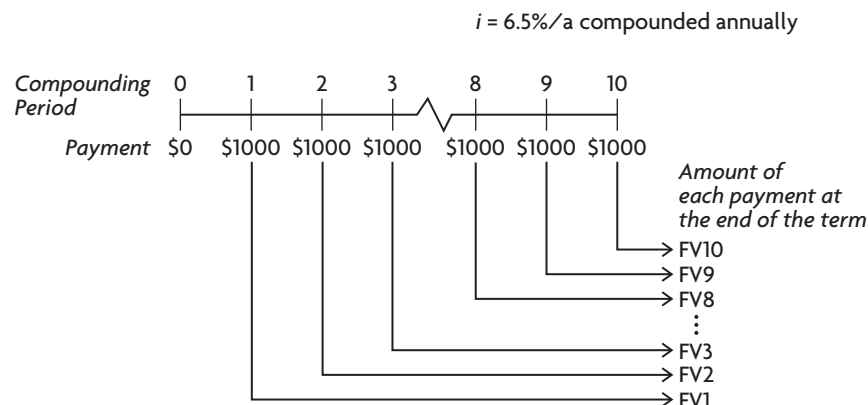 i = 6.5%/a compounded annually
Compounding Period
0 1 2 3 8 9 10
Payment $0 $1000 $1000 $1000 $1000 $1000 $1000
Amount of
each payment at
the end of the term
FV10
FV9
FV8
⋮
FV3
FV2
FV1